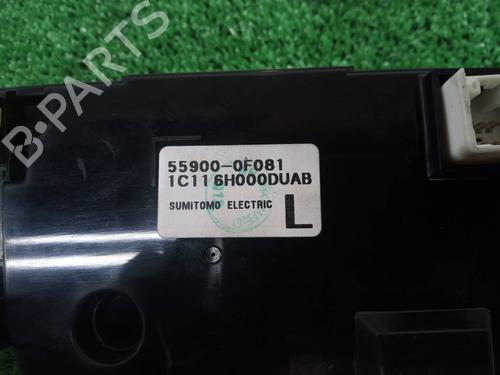 B-PARTS
55900-0F081
1C116H000DUAB
SUMITOMO ELECTRIC
L